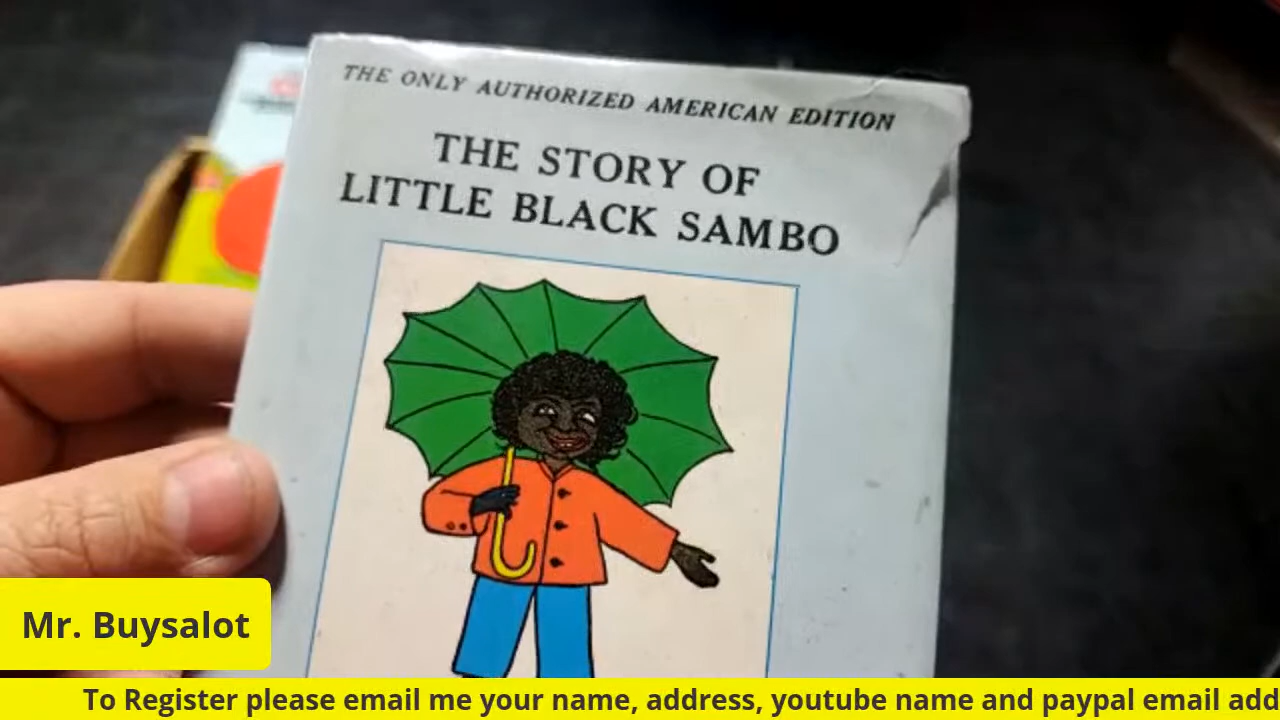 THE ONLY AUTHORIZED AMERICAN EDITION
THE STORY OF
LITTLE BLACK SAMBO
Mr. Buysalot
To Register please email me your name, address, youtube name and paypal email add